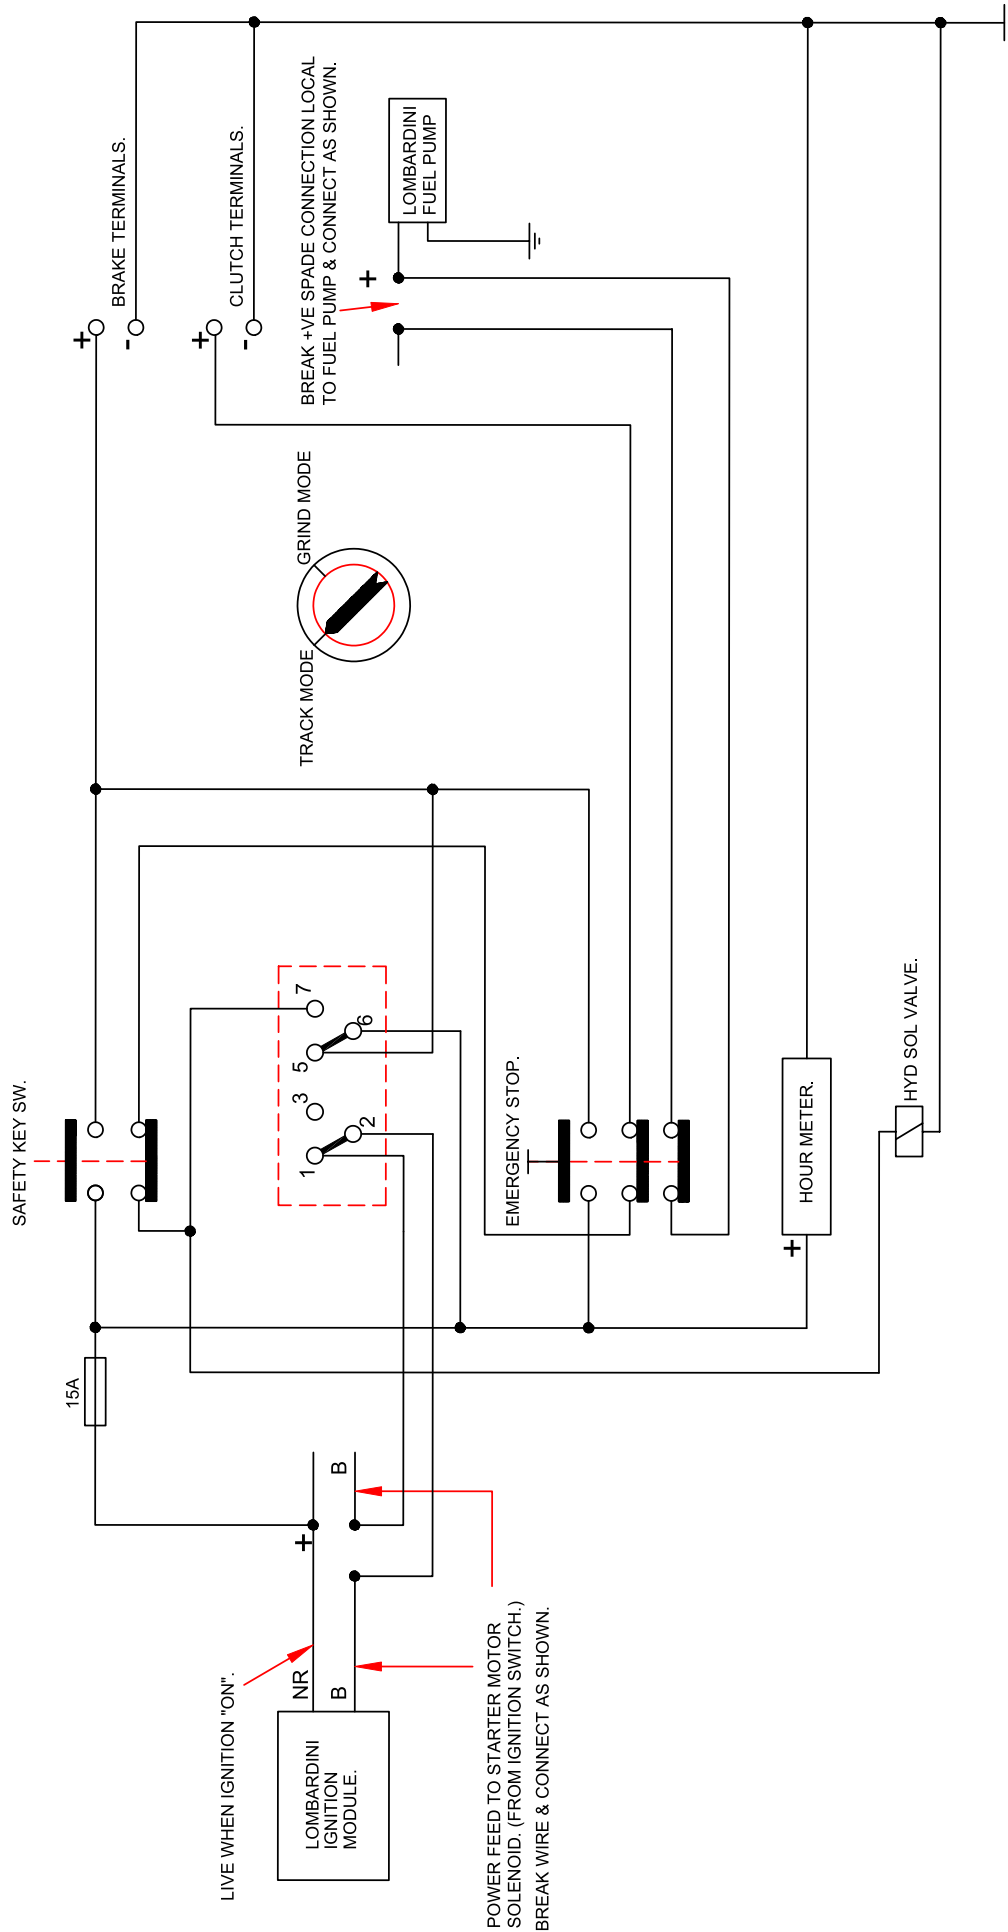 BRAKE TERMINALS.
+
-
CLUTCH TERMINALS.
+
-
BREAK +VE SPADE CONNECTION LOCAL
TO FUEL PUMP & CONNECT AS SHOWN.
LOMBARDINI
FUEL PUMP
+
TRACK MODE
GRIND MODE
SAFETY KEY SW.
15A
1
2
3
5
6
7
EMERGENCY STOP.
HOUR METER.
+
HYD SOL VALVE.
LIVE WHEN IGNITION "ON".
LOMBARDINI
IGNITION
MODULE.
NR
+
B
B
POWER FEED TO STARTER MOTOR
SOLENOID. (FROM IGNITION SWITCH.)
BREAK WIRE & CONNECT AS SHOWN.